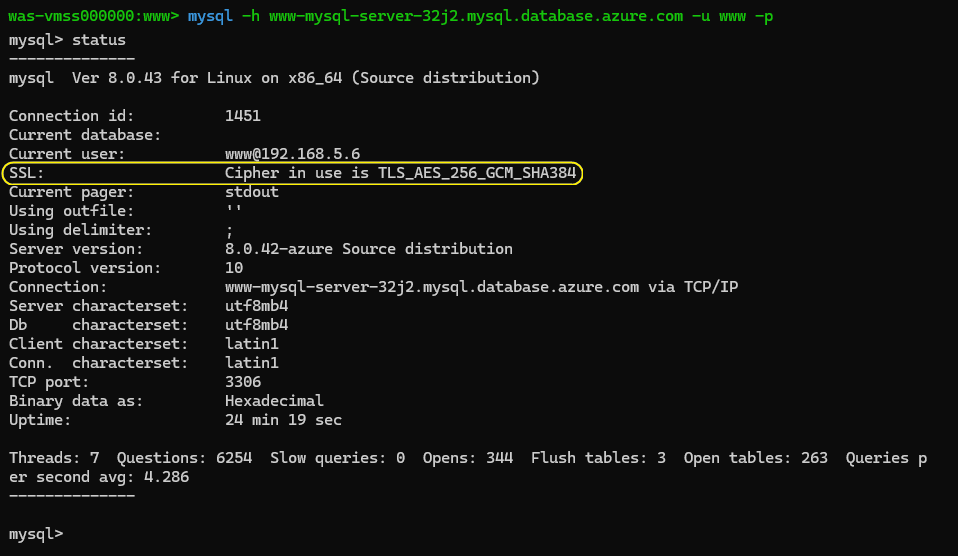 was-vmss000000:www> mysql -h www-mysql-server-32j2.mysql.database.azure.com -u www -p
mysql> status
--------------
mysql  Ver 8.0.43 for Linux on x86_64 (Source distribution)

Connection id:          1451
Current database:
Current user:           www@192.168.5.6
SSL:                    Cipher in use is TLS_AES_256_GCM_SHA384
Current pager:          stdout
Using outfile:          ''
Using delimiter:        ;
Server version:         8.0.42-azure Source distribution
Protocol version:       10
Connection:             www-mysql-server-32j2.mysql.database.azure.com via TCP/IP
Server characterset:    utf8mb4
Db     characterset:    utf8mb4
Client characterset:    latin1
Conn.  characterset:    latin1
TCP port:               3306
Binary data as:         Hexadecimal
Uptime:                 24 min 19 sec

Threads: 7  Questions: 6254  Slow queries: 0  Opens: 344  Flush tables: 3  Open tables: 263  Queries p
er second avg: 4.286
--------------

mysql>